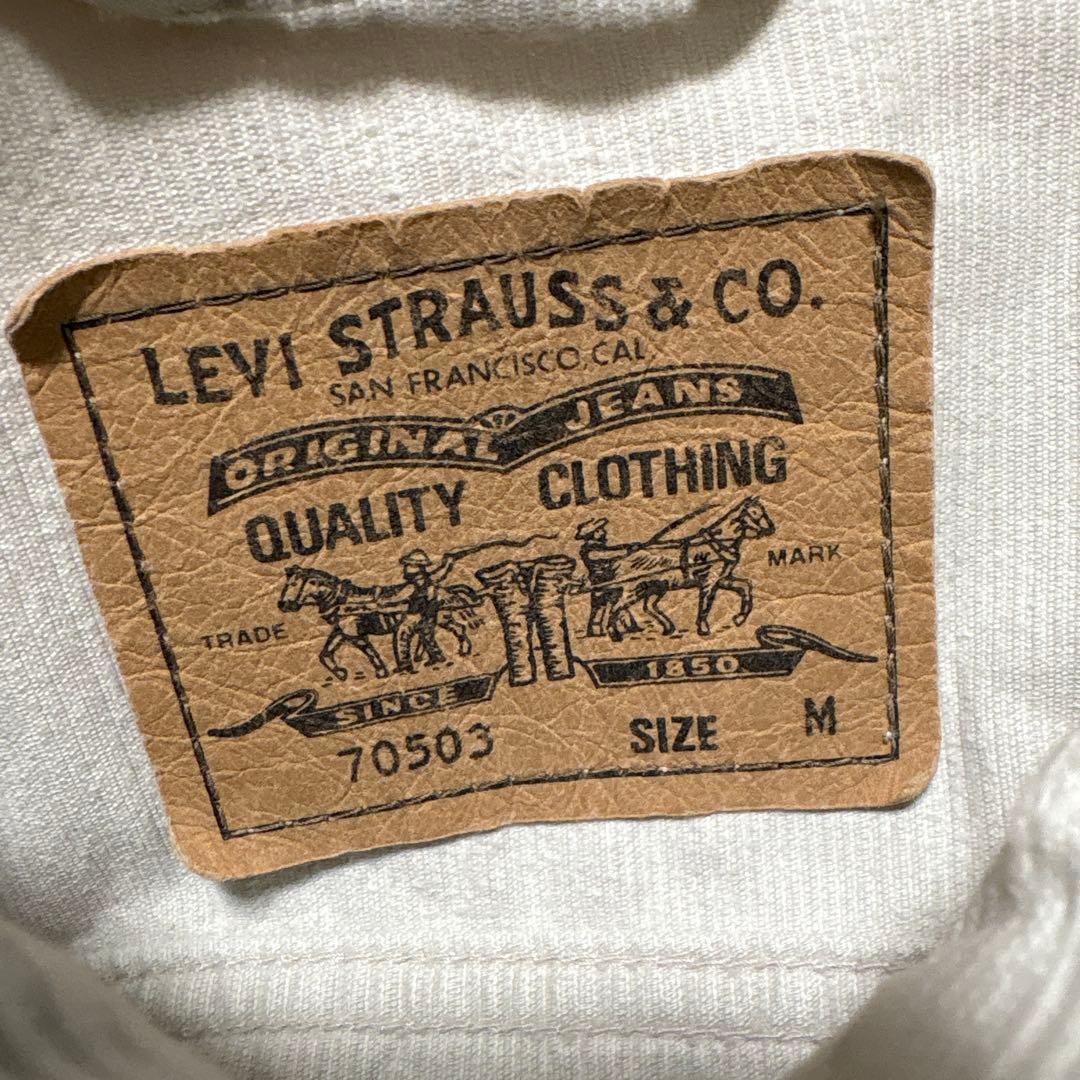 LEVI STRAUSS & CO.
SAN FRANCISCO, CAL.
ORIGINAL JEANS
QUALITY CLOTHING
TRADE MARK
SINCE 1850
70503 SIZE M